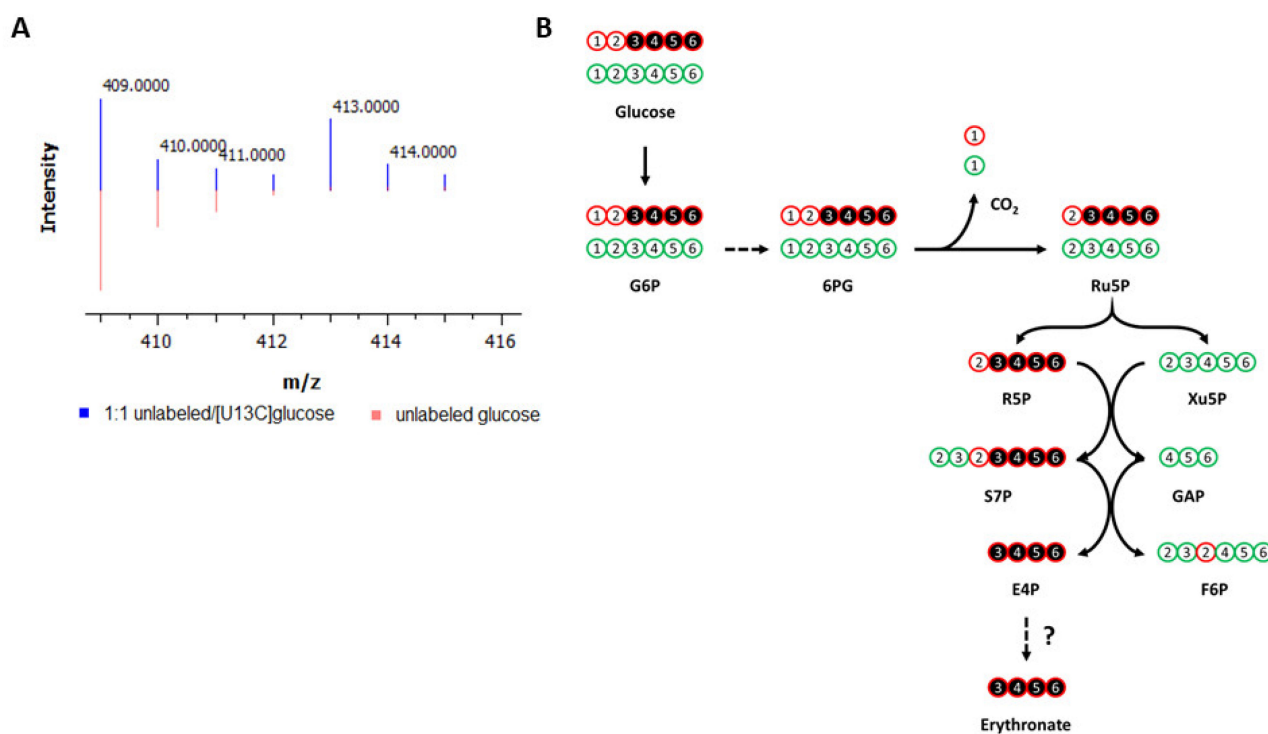 A
409.0000
410.0000
411.0000
413.0000
414.0000
Intensity
410
412
414
416
m/z
1:1 unlabeled/[U13C]glucose
unlabeled glucose
B
1 2 3 4 5 6
1 2 3 4 5 6
Glucose
1
1
CO2
1 2 3 4 5 6
1 2 3 4 5 6
G6P
1 2 3 4 5 6
1 2 3 4 5 6
6PG
2 3 4 5 6
2 3 4 5 6
Ru5P
2 3 4 5 6
R5P
2 3 4 5 6
Xu5P
2 3 2 3 4 5 6
S7P
4 5 6
GAP
3 4 5 6
E4P
2 3 2 4 5 6
F6P
?
3 4 5 6
Erythronate